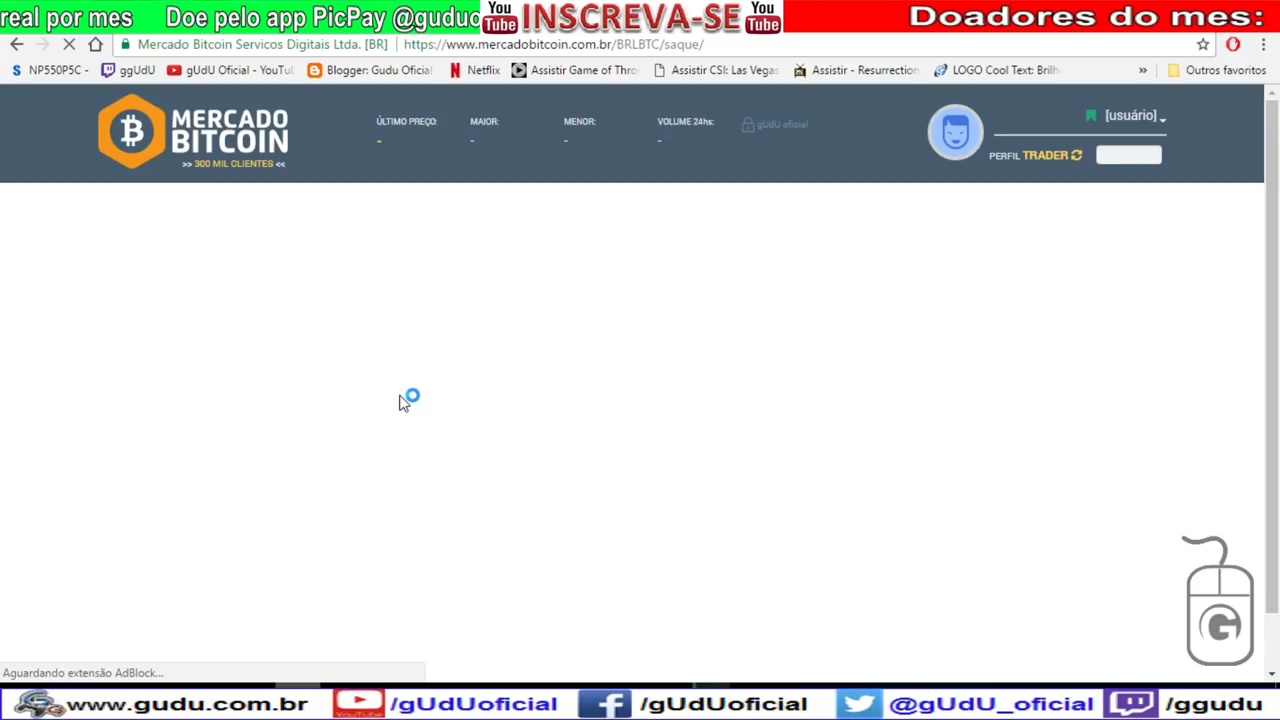 real por mes Doe pelo app PicPay @guduo
You Tube INSCREVA-SE You Tube
Doadores do mes:
Mercado Bitcoin Servicos Digitais Ltda. [BR] https://www.mercadobitcoin.com.br/BRLBTC/saque/
NP550P5C - ggUdU gUdU Oficial - YouTu Blogger: Gudu Oficial Netflix Assistir Game of Thro Assistir CSI: Las Vegas Assistir - Resurrection LOGO Cool Text: Brilh » Outros favoritos
MERCADO BITCOIN
>> 300 MIL CLIENTES <<
ÚLTIMO PREÇO: MAIOR: MENOR: VOLUME 24hs: gUdU oficial
- - - -
[usuário]
PERFIL TRADER
Aguardando extensão AdBlock...
G
www.gudu.com.br YouTube /gUdUoficial /gUdUoficial @gUdU_oficial /ggudu